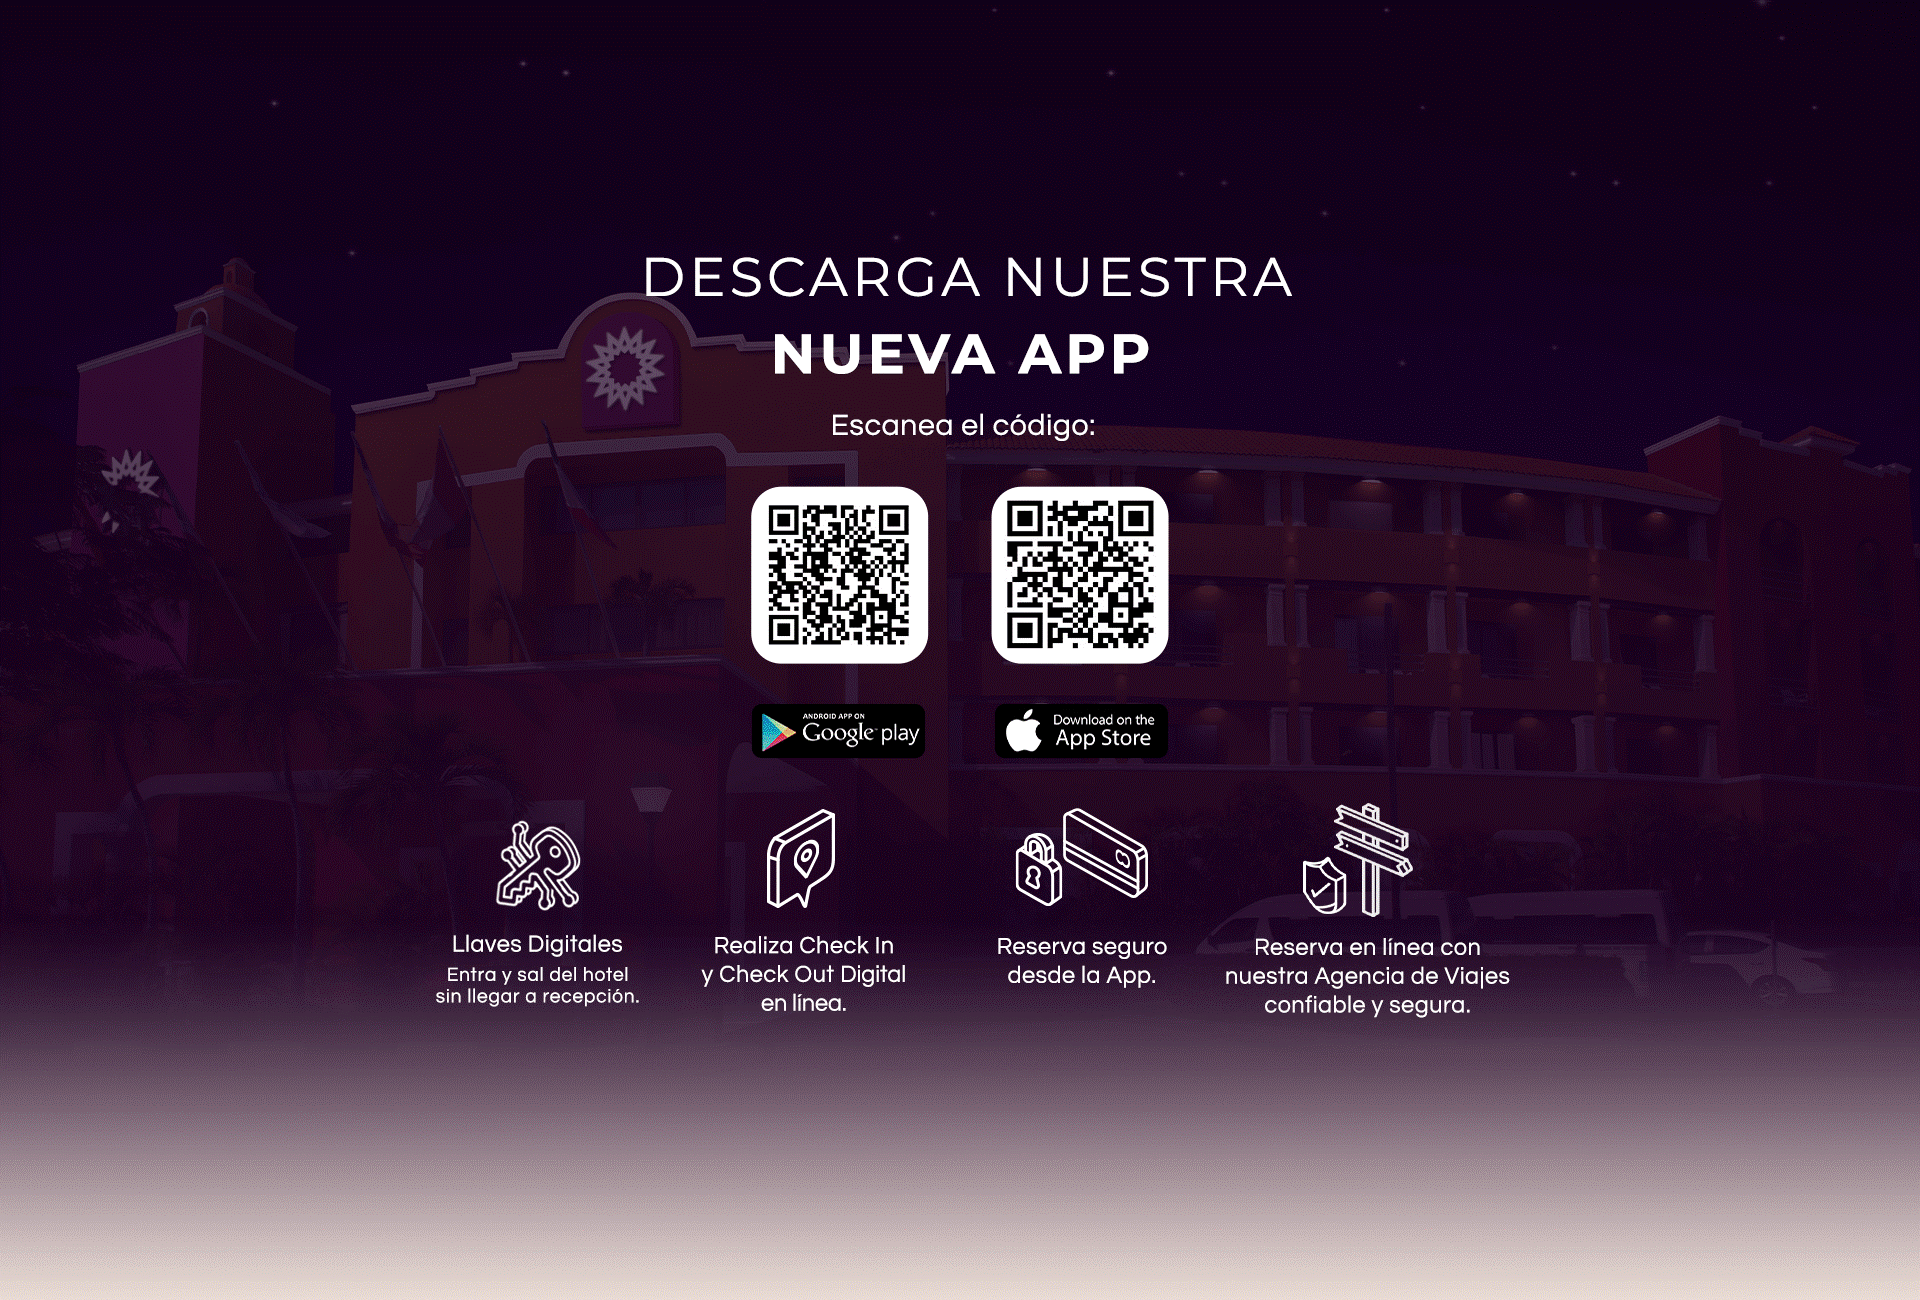 DESCARGA NUESTRA
NUEVA APP
Escanea el código:
ANDROID APP ON
Google play
Download on the
App Store
Llaves Digitales
Entra y sal del hotel
sin llegar a recepción.
Realiza Check In
y Check Out Digital
en línea.
Reserva seguro
desde la App.
Reserva en línea con
nuestra Agencia de Viajes
confiable y segura.